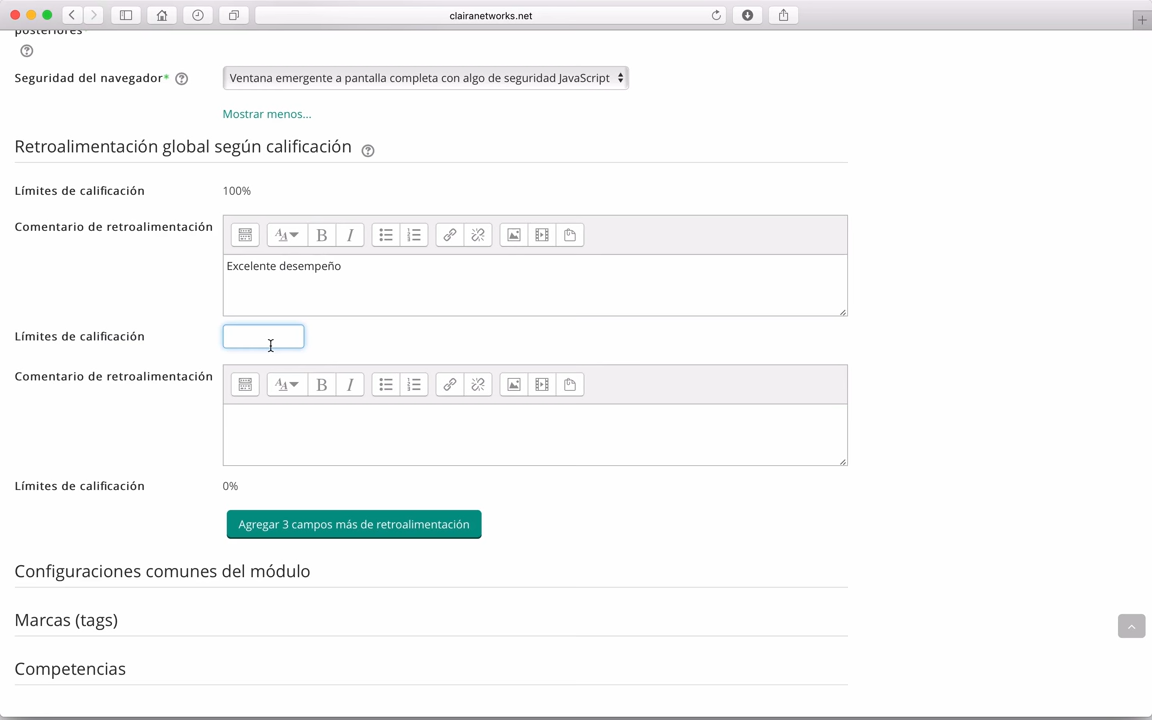 clairanetworks.net
posteriores*
Seguridad del navegador*
Ventana emergente a pantalla completa con algo de seguridad JavaScript
Mostrar menos...
Retroalimentación global según calificación
Límites de calificación
100%
Comentario de retroalimentación
AA B I
Excelente desempeño
Límites de calificación
Comentario de retroalimentación
AA B I
Límites de calificación
0%
Agregar 3 campos más de retroalimentación
Configuraciones comunes del módulo
Marcas (tags)
Competencias